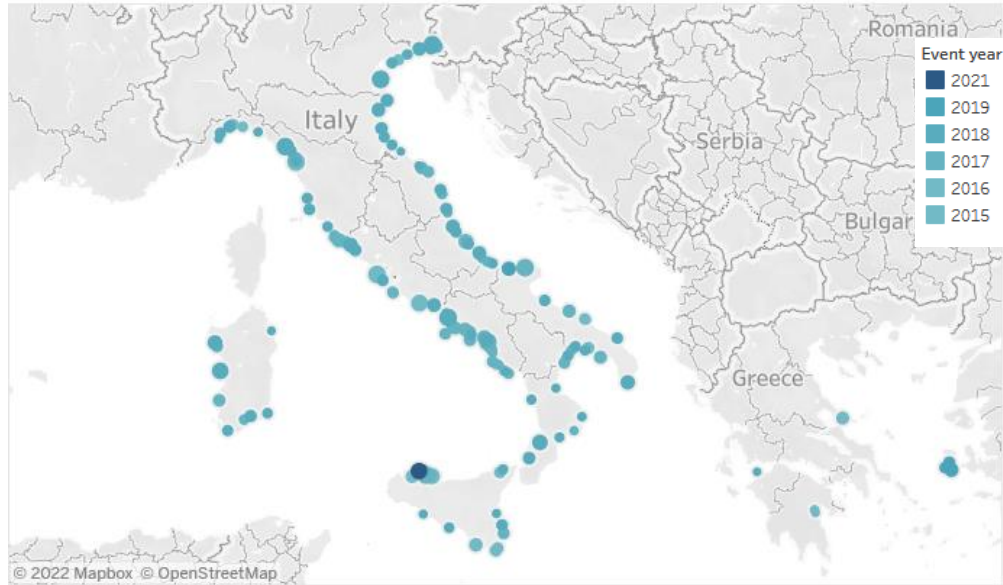 Romania
Event year
2021
2019
2018
2017
2016
2015
Italy
Serbia
Bulgar
Greece
© 2022 Mapbox © OpenStreetMap